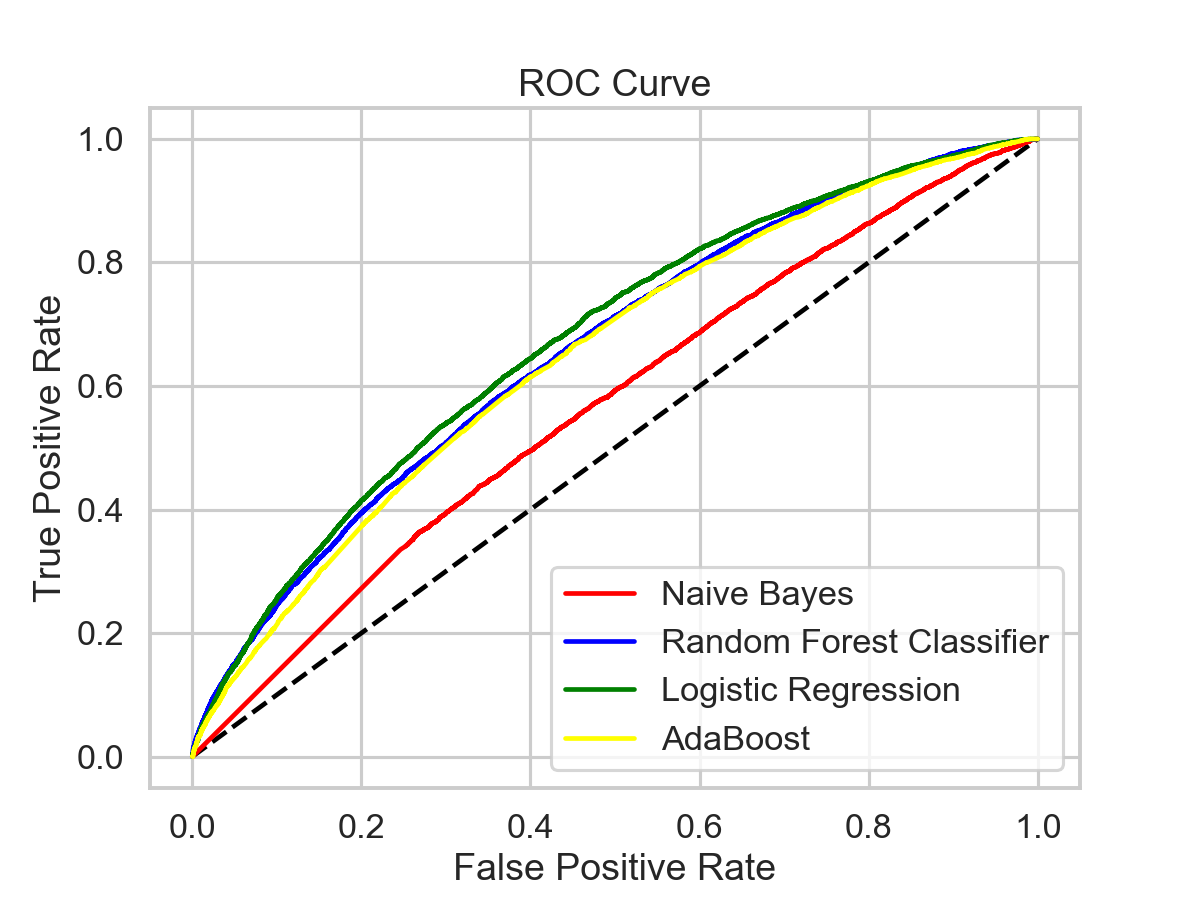 ROC Curve
True Positive Rate
1.0
0.8
0.6
0.4
0.2
0.0
Naive Bayes
Random Forest Classifier
Logistic Regression
AdaBoost
0.0 0.2 0.4 0.6 0.8 1.0
False Positive Rate